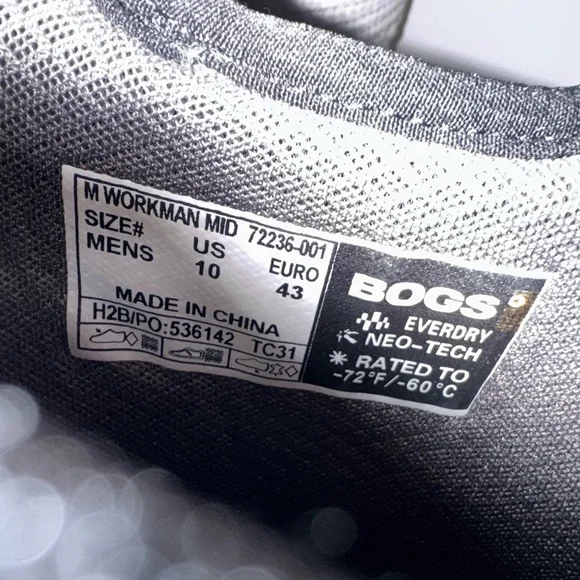 M WORKMAN MID 72236-001
SIZE# US EURO
MENS 10 43
MADE IN CHINA
H2B/PO:536142 TC31
BOGS
EVERDRY
NEO-TECH
RATED TO
-72°F/-60°C